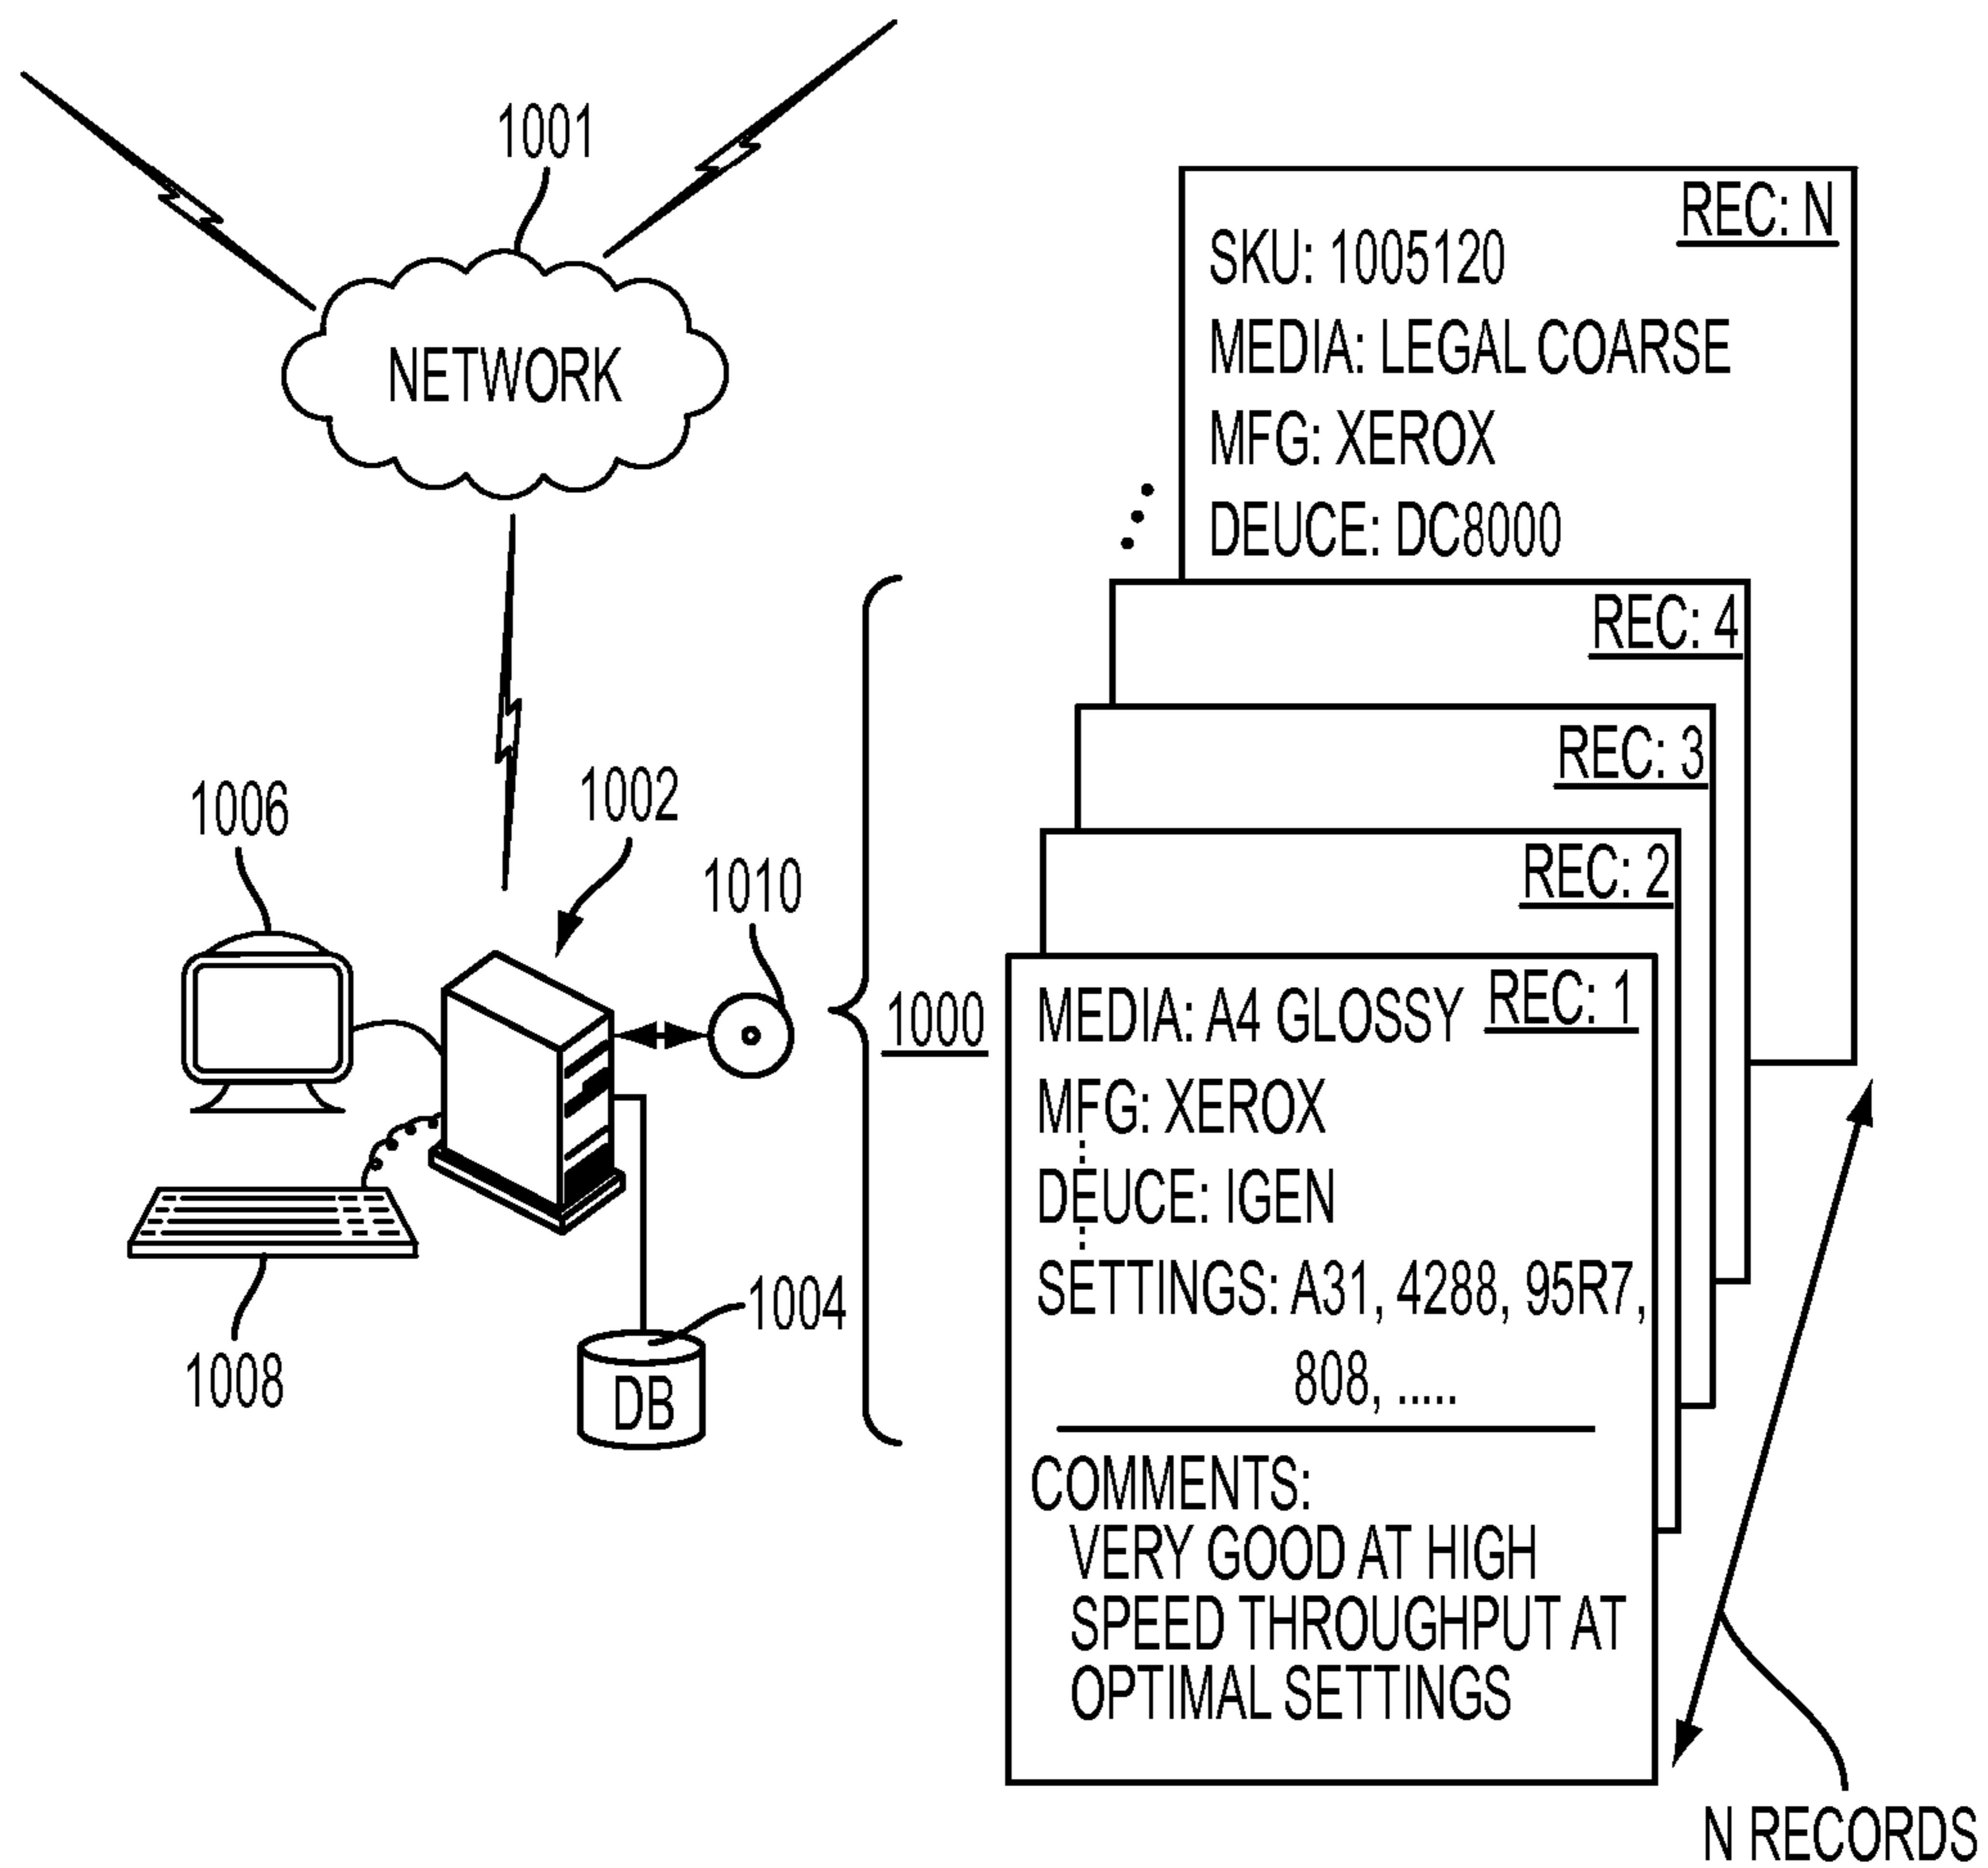 1001
NETWORK
1006
1002
1010
1008
1004
DB
1000
REC: N
SKU: 1005120
MEDIA: LEGAL COARSE
MFG: XEROX
DEUCE: DC8000
REC: 4
REC: 3
REC: 2
REC: 1
MEDIA: A4 GLOSSY
MFG: XEROX
DEUCE: IGEN
SETTINGS: A31, 4288, 95R7,
808, .....
COMMENTS:
VERY GOOD AT HIGH
SPEED THROUGHPUT AT
OPTIMAL SETTINGS
N RECORDS